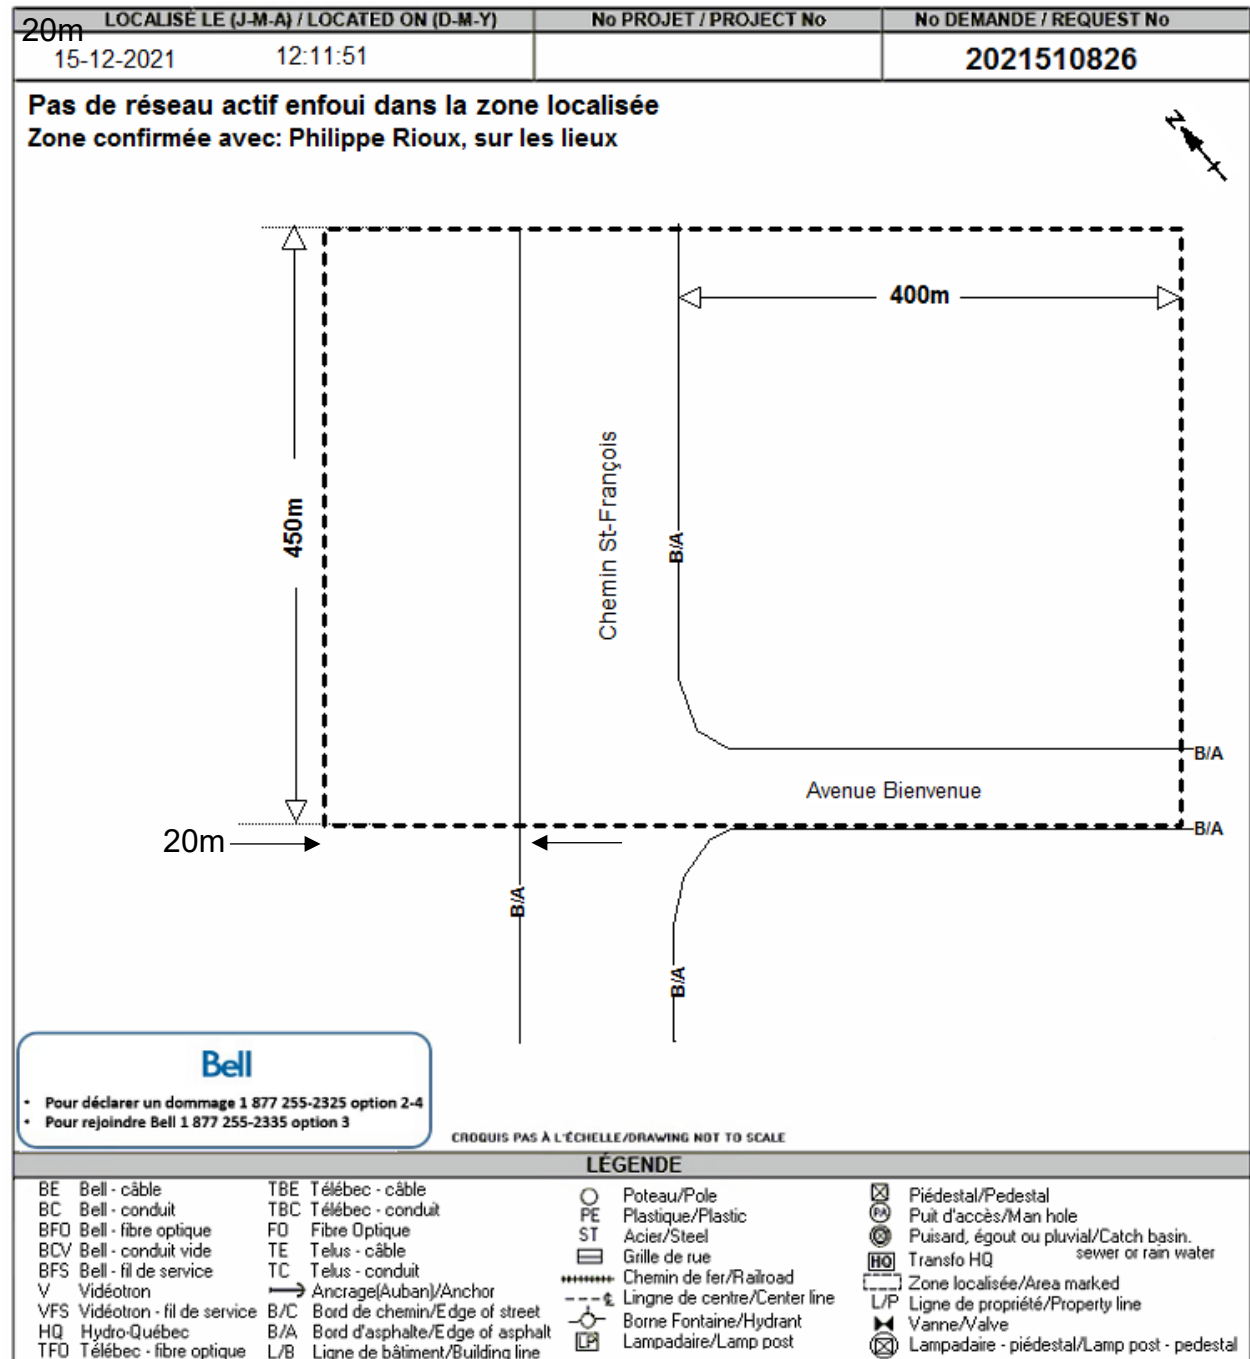 LOCALISÉ LE (J-M-A) / LOCATED ON (D-M-Y)
No PROJET / PROJECT No
No DEMANDE / REQUEST No
20m
15-12-2021 12:11:51
2021510826
Pas de réseau actif enfoui dans la zone localisée
Zone confirmée avec: Philippe Rioux, sur les lieux
N
400m
450m
Chemin St-François
B/A
B/A
Avenue Bienvenue
B/A
20m
B/A
B/A
Bell
• Pour déclarer un dommage 1 877 255-2325 option 2-4
• Pour rejoindre Bell 1 877 255-2335 option 3
CROQUIS PAS À L'ÉCHELLE/DRAWING NOT TO SCALE
LÉGENDE
BE Bell - câble
BC Bell - conduit
BFO Bell - fibre optique
BCV Bell - conduit vide
BFS Bell - fil de service
V Vidéotron
VFS Vidéotron - fil de service
HQ Hydro-Québec
TFO Télébec - fibre optique
TBE Télébec - câble
TBC Télébec - conduit
FO Fibre Optique
TE Telus - câble
TC Telus - conduit
Ancrage(Auban)/Anchor
B/C Bord de chemin/Edge of street
B/A Bord d'asphalte/Edge of asphalt
L/B Ligne de bâtiment/Building line
Poteau/Pole
PE Plastique/Plastic
ST Acier/Steel
Grille de rue
Chemin de fer/Railroad
Lingne de centre/Center line
Borne Fontaine/Hydrant
LP Lampadaire/Lamp post
Piédestal/Pedestal
PA Puit d'accès/Man hole
Puisard, égout ou pluvial/Catch basin.
sewer or rain water
HQ Transfo HQ
Zone localisée/Area marked
L/P Ligne de propriété/Property line
Vanne/Valve
Lampadaire - piédestal/Lamp post - pedestal